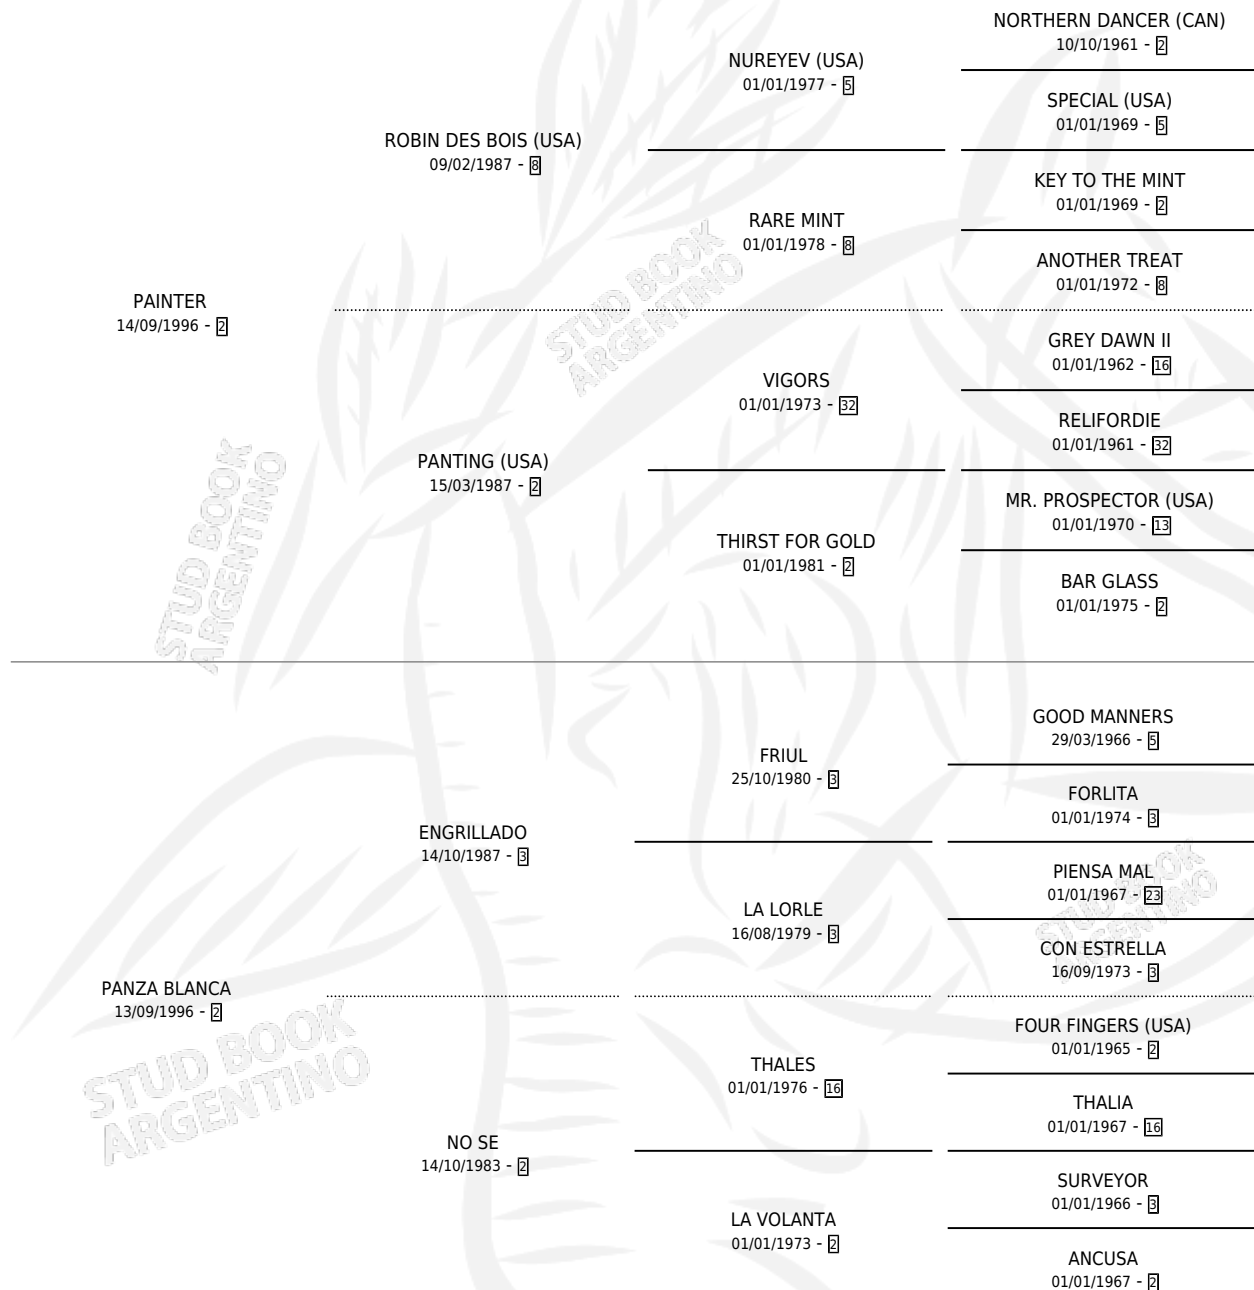 NORTHERN DANCER (CAN)
10/10/1961 - 2
NUREYEV (USA)
01/01/1977 - 5
SPECIAL (USA)
01/01/1969 - 5
ROBIN DES BOIS (USA)
09/02/1987 - 8
KEY TO THE MINT
01/01/1969 - 2
RARE MINT
01/01/1978 - 8
ANOTHER TREAT
01/01/1972 - 8
PAINTER
14/09/1996 - 2
GREY DAWN II
01/01/1962 - 16
VIGORS
01/01/1973 - 32
RELIFORDIE
01/01/1961 - 32
PANTING (USA)
15/03/1987 - 2
MR. PROSPECTOR (USA)
01/01/1970 - 13
THIRST FOR GOLD
01/01/1981 - 2
BAR GLASS
01/01/1975 - 2
GOOD MANNERS
29/03/1966 - 5
FRIUL
25/10/1980 - 3
FORLITA
01/01/1974 - 3
ENGRILLADO
14/10/1987 - 3
PIENSA MAL
01/01/1967 - 23
LA LORLE
16/08/1979 - 3
CON ESTRELLA
16/09/1973 - 3
PANZA BLANCA
13/09/1996 - 2
FOUR FINGERS (USA)
01/01/1965 - 2
THALES
01/01/1976 - 16
THALIA
01/01/1967 - 16
NO SE
14/10/1983 - 2
SURVEYOR
01/01/1966 - 3
LA VOLANTA
01/01/1973 - 2
ANCUSA
01/01/1967 - 2
STUD BOOK
ARGENTINO
STUD BOOK
ARGENTINO
STUD BOOK
ARGENTINO
STUD BOOK
ARGENTINO